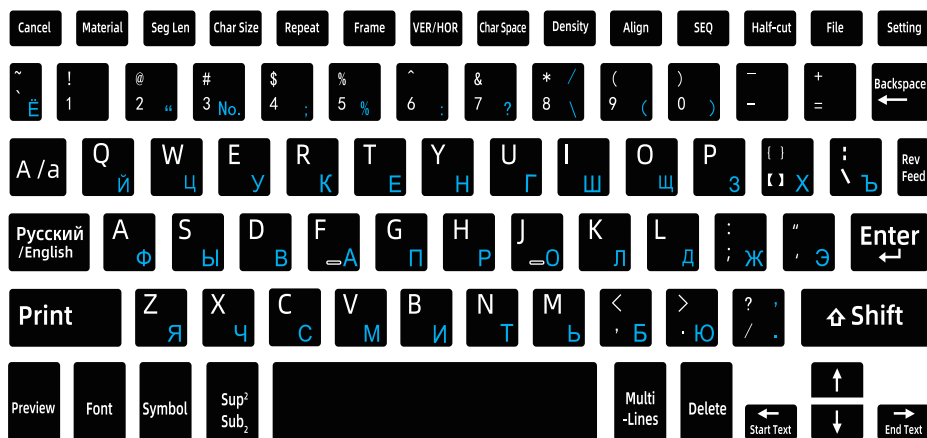 Cancel Material Seg Len Char Size Repeat Frame VER/HOR Char Space Density Align SEQ Half-cut File Setting
~ ! @ # $ % ^ & * / ( ) — +
` Ё 1 2 “ 3 No. 4 ; 5 % 6 : 7 ? 8 \ 9 ( 0 ) - = Backspace ←
A /a Q Й W Ц E У R К T Е Y Н U Г I Ш O Щ P З { } 【 】 Х : \ Ъ Rev Feed
Русский /English A Ф S Ы D В F А G П H Р J О K Л L Д : ; Ж " ' Э Enter ↵
Print Z Я X Ч C С V М B И N Т M Ь < , Б > . Ю ? / , . ⇧ Shift
Preview Font Symbol Sup² Sub₂ Multi -Lines Delete ← Start Text ↑ ↓ → End Text